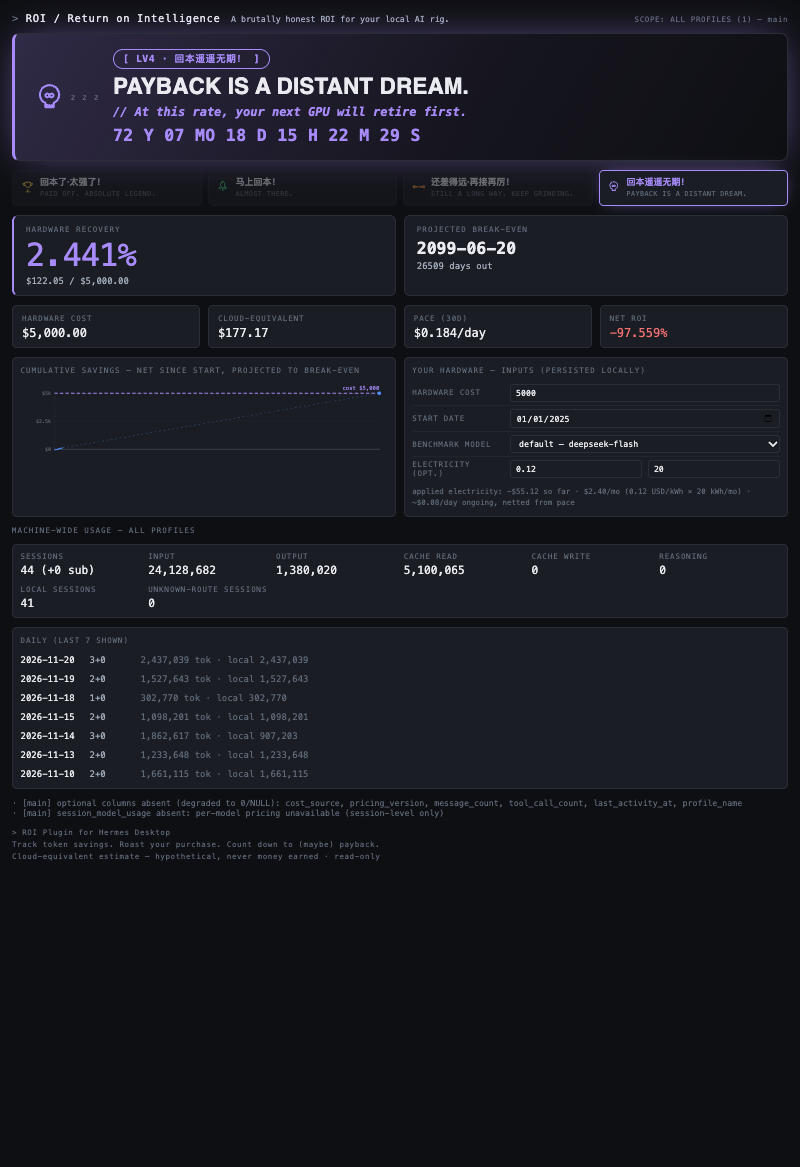 > ROI / Return on Intelligence A brutally honest ROI for your local AI rig. SCOPE: ALL PROFILES (1) — main
[ LV4 · 回本遥遥无期! ]
z z z
PAYBACK IS A DISTANT DREAM.
// At this rate, your next GPU will retire first.
72 Y 07 MO 18 D 15 H 22 M 29 S
回本了·太强了!
PAID OFF. ABSOLUTE LEGEND.
马上回本!
ALMOST THERE.
还差得远·再接再厉!
STILL A LONG WAY. KEEP GRINDING.
回本遥遥无期!
PAYBACK IS A DISTANT DREAM.
HARDWARE RECOVERY
2.441%
$122.05 / $5,000.00
PROJECTED BREAK-EVEN
2099-06-20
26509 days out
HARDWARE COST
$5,000.00
CLOUD-EQUIVALENT
$177.17
PACE (30D)
$0.184/day
NET ROI
-97.559%
CUMULATIVE SAVINGS — NET SINCE START, PROJECTED TO BREAK-EVEN
cost $5,000
$5k
$2.5k
$0
YOUR HARDWARE — INPUTS (PERSISTED LOCALLY)
HARDWARE COST 5000
START DATE 01/01/2025
BENCHMARK MODEL default — deepseek-flash
ELECTRICITY (OPT.) 0.12 20
applied electricity: -$55.12 so far · $2.40/mo (0.12 USD/kWh × 20 kWh/mo) ·
~$0.08/day ongoing, netted from pace
MACHINE-WIDE USAGE — ALL PROFILES
SESSIONS INPUT OUTPUT CACHE READ CACHE WRITE REASONING
44 (+0 sub) 24,128,682 1,380,020 5,100,065 0 0
LOCAL SESSIONS UNKNOWN-ROUTE SESSIONS
41 0
DAILY (LAST 7 SHOWN)
2026-11-20 3+0 2,437,039 tok · local 2,437,039
2026-11-19 2+0 1,527,643 tok · local 1,527,643
2026-11-18 1+0 302,770 tok · local 302,770
2026-11-15 2+0 1,098,201 tok · local 1,098,201
2026-11-14 3+0 1,862,617 tok · local 907,203
2026-11-13 2+0 1,233,648 tok · local 1,233,648
2026-11-10 2+0 1,661,115 tok · local 1,661,115
· [main] optional columns absent (degraded to 0/NULL): cost_source, pricing_version, message_count, tool_call_count, last_activity_at, profile_name
· [main] session_model_usage absent: per-model pricing unavailable (session-level only)
> ROI Plugin for Hermes Desktop
Track token savings. Roast your purchase. Count down to (maybe) payback.
Cloud-equivalent estimate — hypothetical, never money earned · read-only